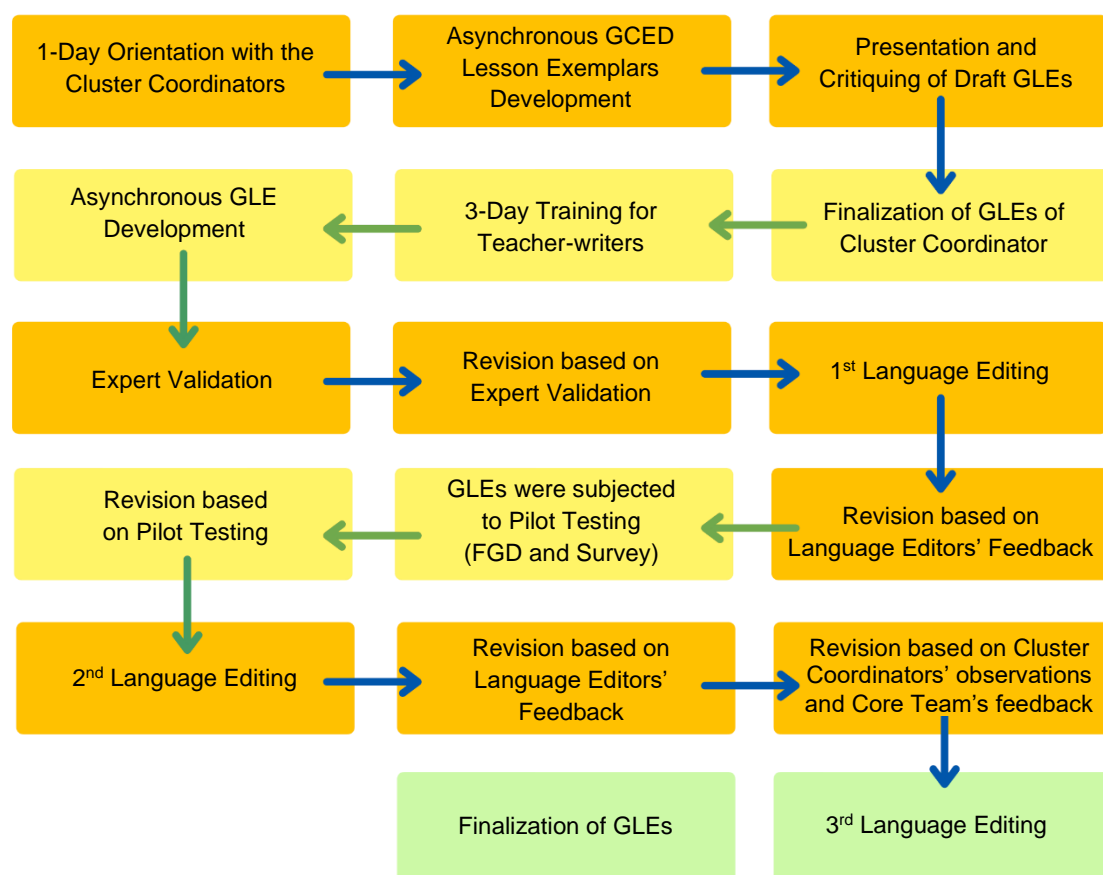 1-Day Orientation with the
Cluster Coordinators
Asynchronous GCED
Lesson Exemplars
Development
Presentation and
Critiquing of Draft GLEs
Finalization of GLEs of
Cluster Coordinator
3-Day Training for
Teacher-writers
Asynchronous GLE
Development
Expert Validation
Revision based on
Expert Validation
1st Language Editing
Revision based on
Language Editors’ Feedback
GLEs were subjected
to Pilot Testing
(FGD and Survey)
Revision based
on Pilot Testing
2nd Language Editing
Revision based on
Language Editors’
Feedback
Revision based on Cluster
Coordinators’ observations
and Core Team’s feedback
3rd Language Editing
Finalization of GLEs